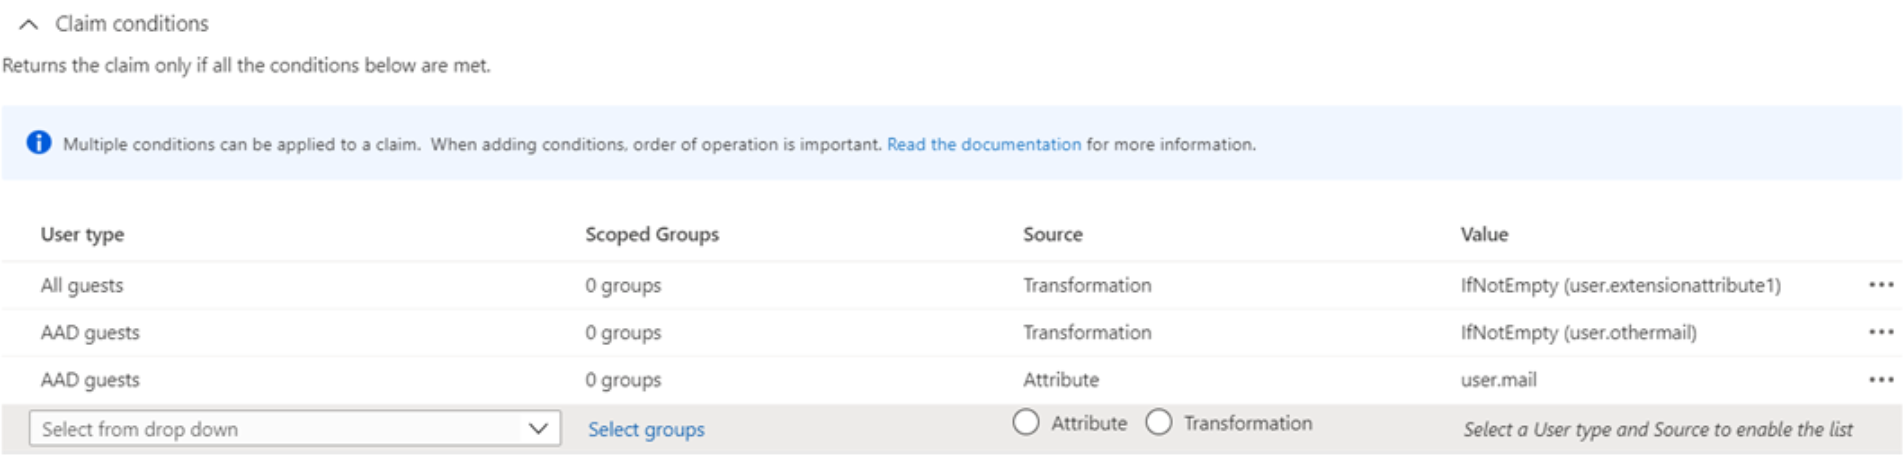 Claim conditions
Returns the claim only if all the conditions below are met.
Multiple conditions can be applied to a claim. When adding conditions, order of operation is important. Read the documentation for more information.
User type Scoped Groups Source Value
All guests 0 groups Transformation IfNotEmpty (user.extensionattribute1)
AAD guests 0 groups Transformation IfNotEmpty (user.othermail)
AAD guests 0 groups Attribute user.mail
Select from drop down Select groups Attribute Transformation Select a User type and Source to enable the list